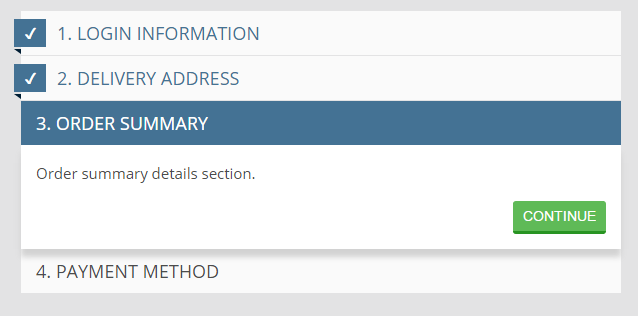 1. LOGIN INFORMATION
2. DELIVERY ADDRESS
3. ORDER SUMMARY
Order summary details section.
CONTINUE
4. PAYMENT METHOD